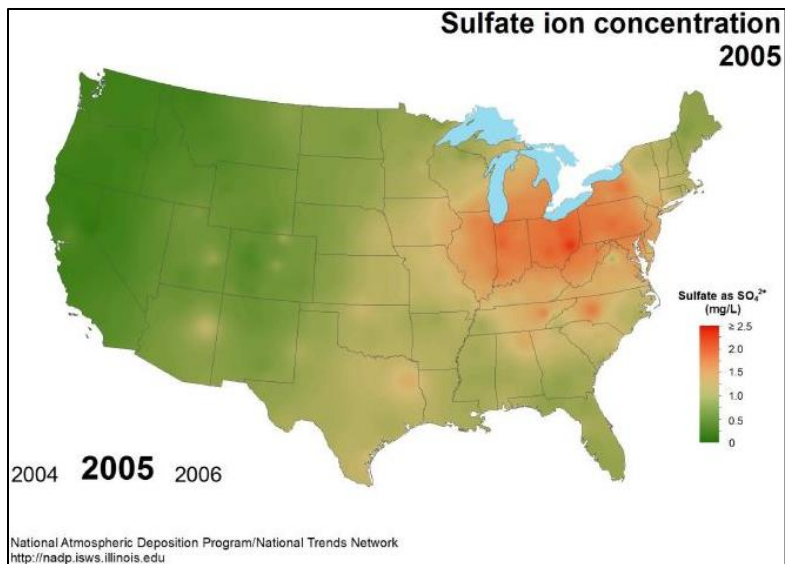 Sulfate ion concentration
2005
Sulfate as SO₄²⁺
(mg/L)
≥ 2.5
2.0
1.5
1.0
0.5
0
2004 2005 2006
National Atmospheric Deposition Program/National Trends Network
http://nadp.isws.illinois.edu